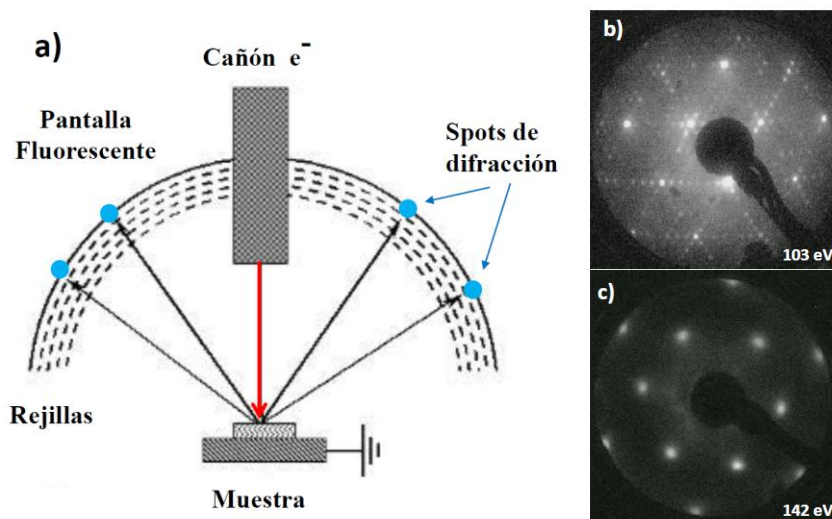 a)
Cañón e-
Pantalla
Fluorescente
Spots de
difracción
Rejillas
Muestra
b)
103 eV
c)
142 eV